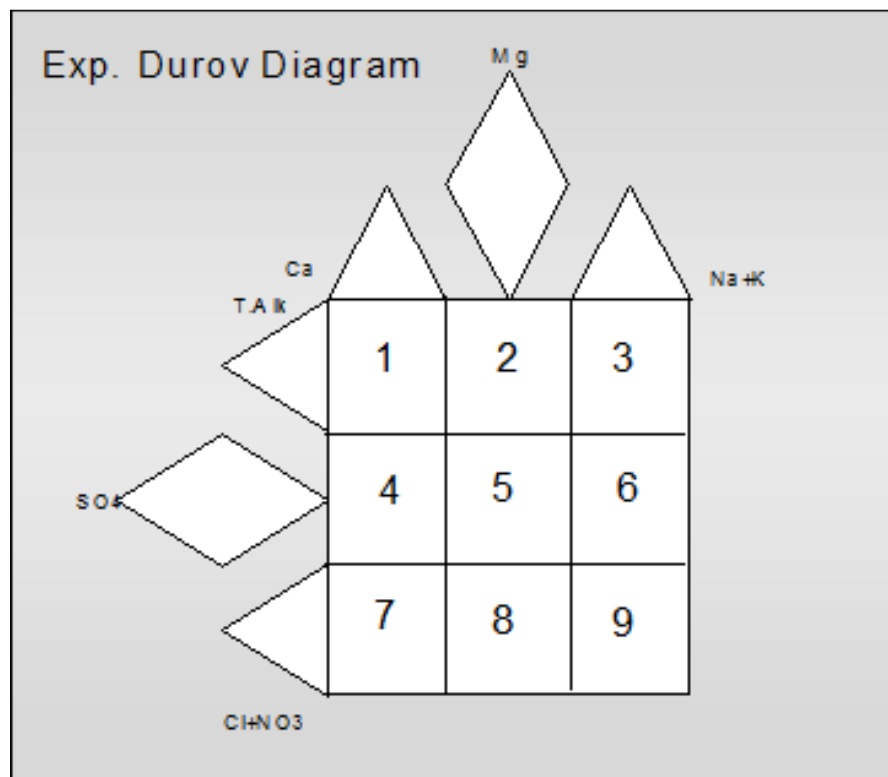 Exp. Durov Diagram
Mg
Ca
Na+K
T.Alk
1 2 3
SO4
4 5 6
7 8 9
Cl+NO3